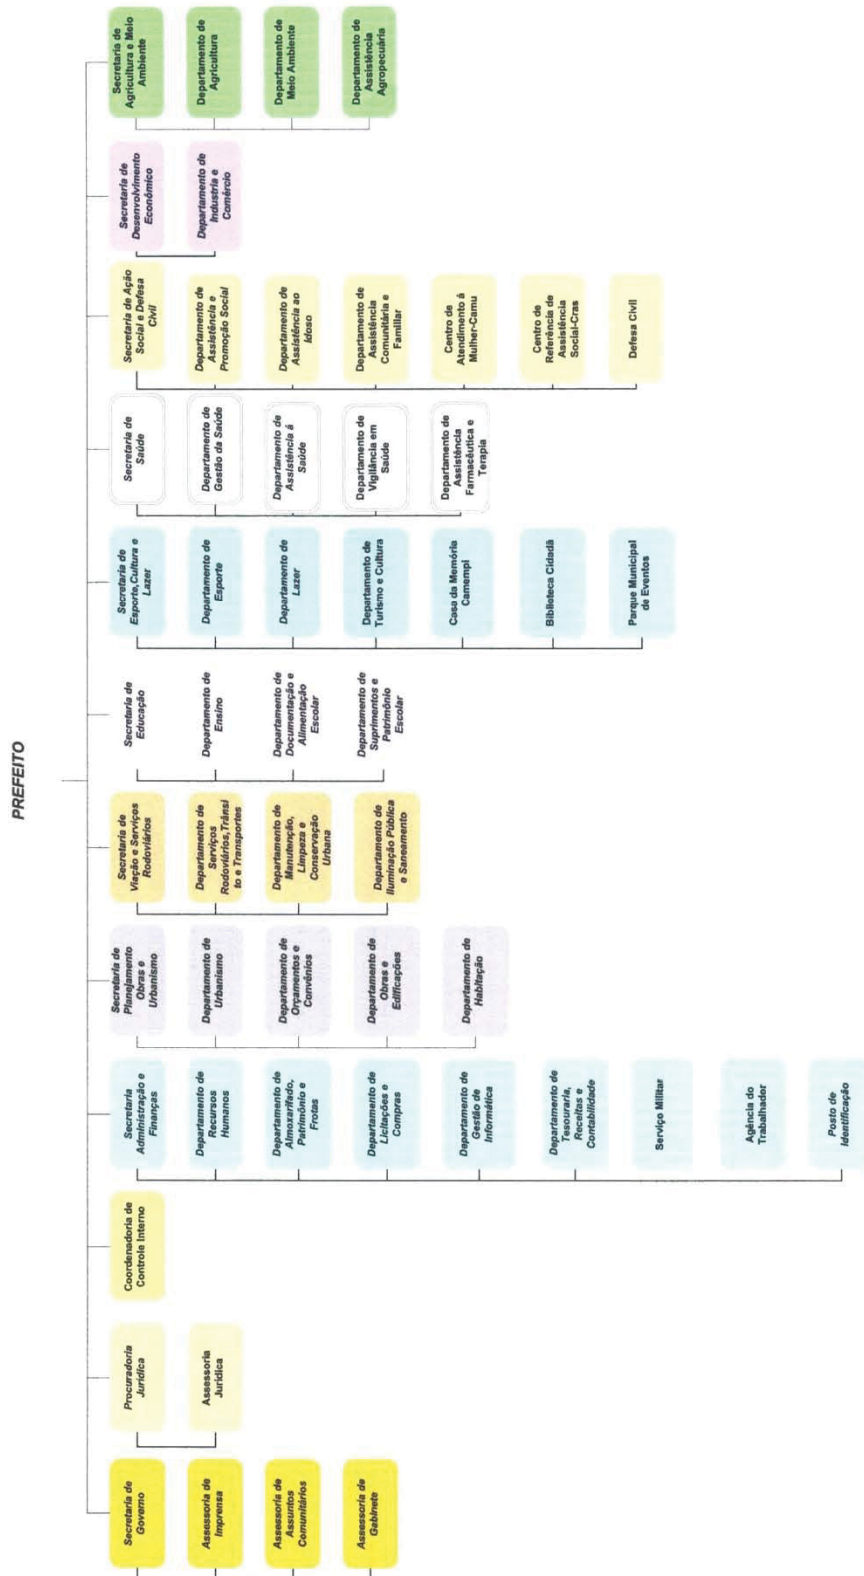 PREFEITO
Secretaria de
Governo
Assessoria de
Imprensa
Assessoria de
Assuntos
Comunitários
Assessoria de
Gabinete
Procuradoria
Jurídica
Assessoria
Jurídica
Coordenadoria de
Controle Interno
Secretaria
Administração e
Finanças
Departamento de
Recursos
Humanos
Departamento de
Almoxarifado,
Patrimônio e
Frotas
Departamento de
Licitações e
Compras
Departamento de
Gestão de
Informática
Departamento de
Tesouraria,
Receitas e
Contabilidade
Serviço Militar
Agência do
Trabalhador
Posto de
Identificação
Secretaria de
Planejamento
Obras e
Urbanismo
Departamento de
Urbanismo
Departamento de
Orçamentos e
Convênios
Departamento de
Obras e
Edificações
Departamento de
Habitação
Secretaria de
Viação e Serviços
Rodoviários
Departamento de
Serviços
Rodoviários,Trânsi
to e Transportes
Departamento de
Manutenção,
Limpeza e
Conservação
Urbana
Departamento de
Iluminação Pública
e Saneamento
Secretaria de
Educação
Departamento de
Ensino
Departamento de
Documentação e
Alimentação
Escolar
Departamento de
Suprimentos e
Patrimônio
Escolar
Secretaria de
Esporte,Cultura e
Lazer
Departamento de
Esporte
Departamento de
Lazer
Departamento de
Turismo e Cultura
Casa da Memória
Camempi
Biblioteca Cidadã
Parque Municipal
de Eventos
Secretaria de
Saúde
Departamento de
Gestão da Saúde
Departamento de
Assistência á
Saúde
Departamento de
Vigilância em
Saúde
Departamento de
Assistência
Farmacêutica e
Terapia
Secretaria de Ação
Social e Defesa
Civil
Departamento de
Assistência e
Promoção Social
Departamento de
Assistência ao
Idoso
Departamento de
Assistência
Comunitária e
Familiar
Centro de
Atendimento á
Mulher-Camu
Centro de
Referência de
Assistência
Social-Cras
Defesa Civil
Secretaria de
Desenvolvimento
Econômico
Departamento de
Industria e
Comércio
Secretaria de
Agricultura e Meio
Ambiente
Departamento de
Agricultura
Departamento de
Meio Ambiente
Departamento de
Assistência
Agropecuária